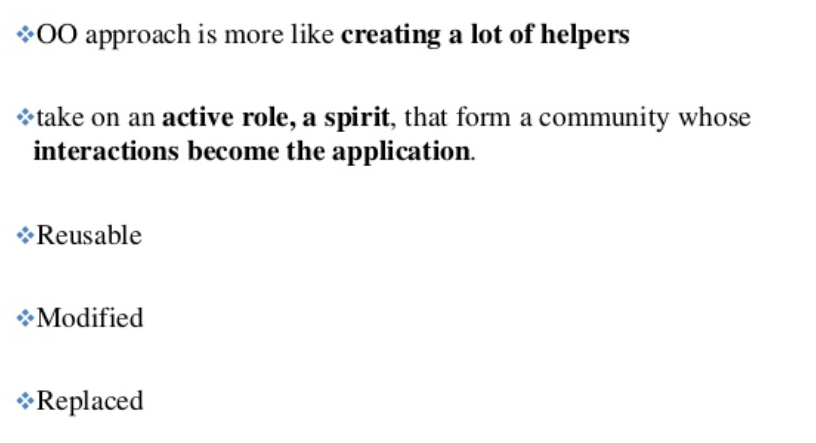 ❖OO approach is more like creating a lot of helpers
❖take on an active role, a spirit, that form a community whose
interactions become the application.
❖Reusable
❖Modified
❖Replaced